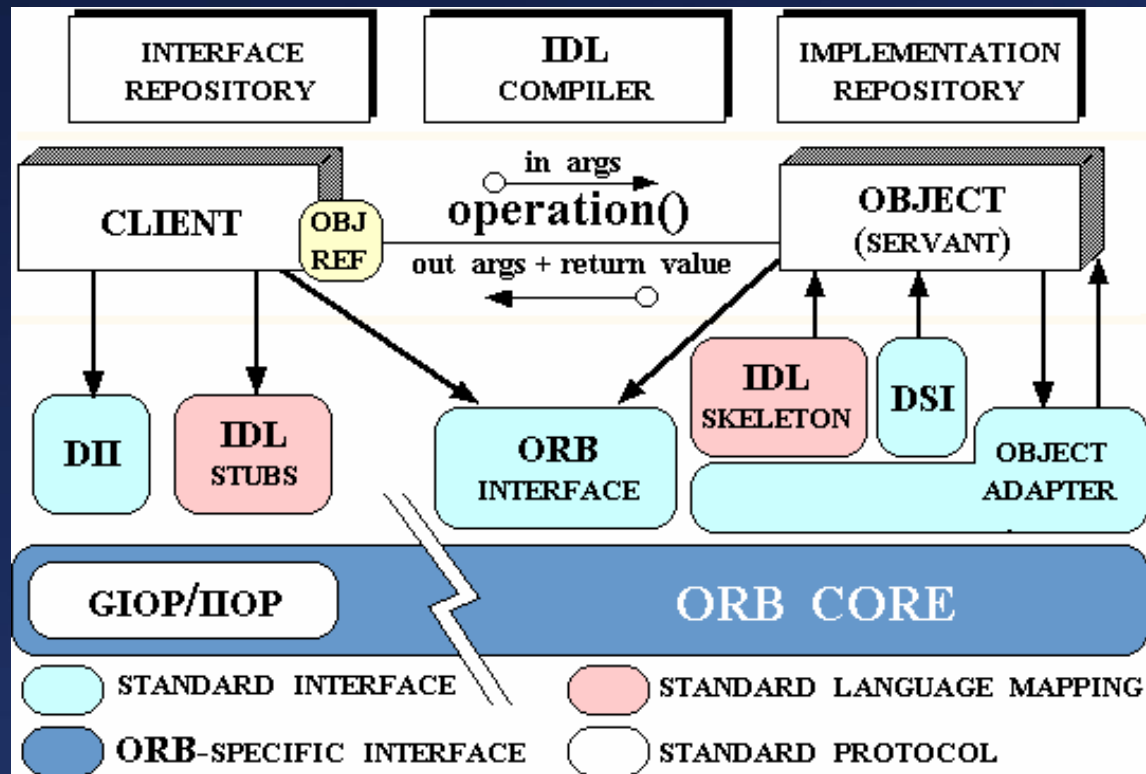 INTERFACE
REPOSITORY
IDL
COMPILER
IMPLEMENTATION
REPOSITORY
in args
operation()
out args + return value
CLIENT
OBJ
REF
OBJECT
(SERVANT)
DII
IDL
STUBS
ORB
INTERFACE
IDL
SKELETON
DSI
OBJECT
ADAPTER
GIOP/IIOP
ORB CORE
STANDARD INTERFACE
STANDARD LANGUAGE MAPPING
ORB-SPECIFIC INTERFACE
STANDARD PROTOCOL